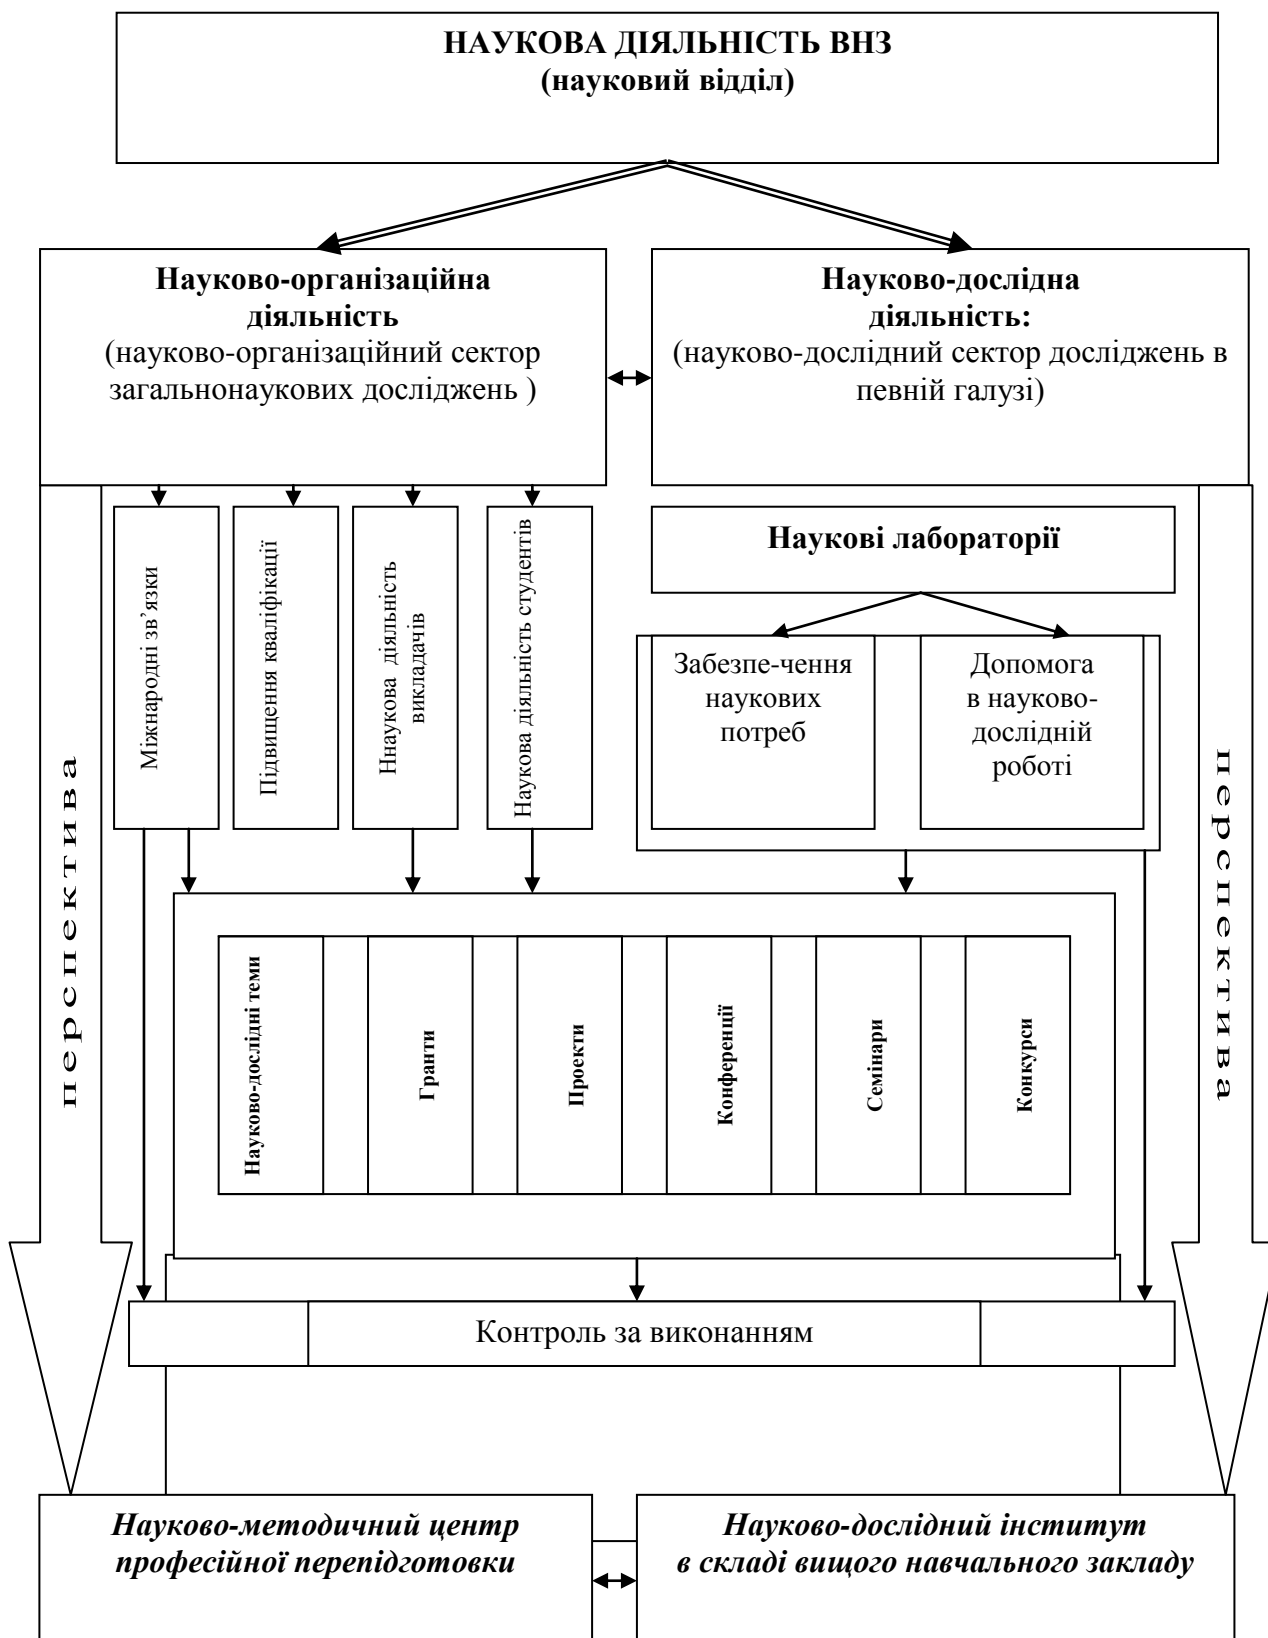 НАУКОВА ДІЯЛЬНІСТЬ ВНЗ
(науковий відділ)
Науково-організаційна
діяльність
(науково-організаційний сектор
загальнонаукових досліджень )
Науково-дослідна
діяльність:
(науково-дослідний сектор досліджень в
певній галузі)
Міжнародні зв’язки
Підвищення кваліфікації
Ннаукова діяльність
викладачів
Наукова діяльність студентів
Наукові лабораторії
Забезпе-чення
наукових
потреб
Допомога
в науково-
дослідній
роботі
перспектива
перспектива
Науково-дослідні теми
Гранти
Проекти
Конференції
Семінари
Конкурси
Контроль за виконанням
Науково-методичний центр
професійної перепідготовки
Науково-дослідний інститут
в складі вищого навчального закладу